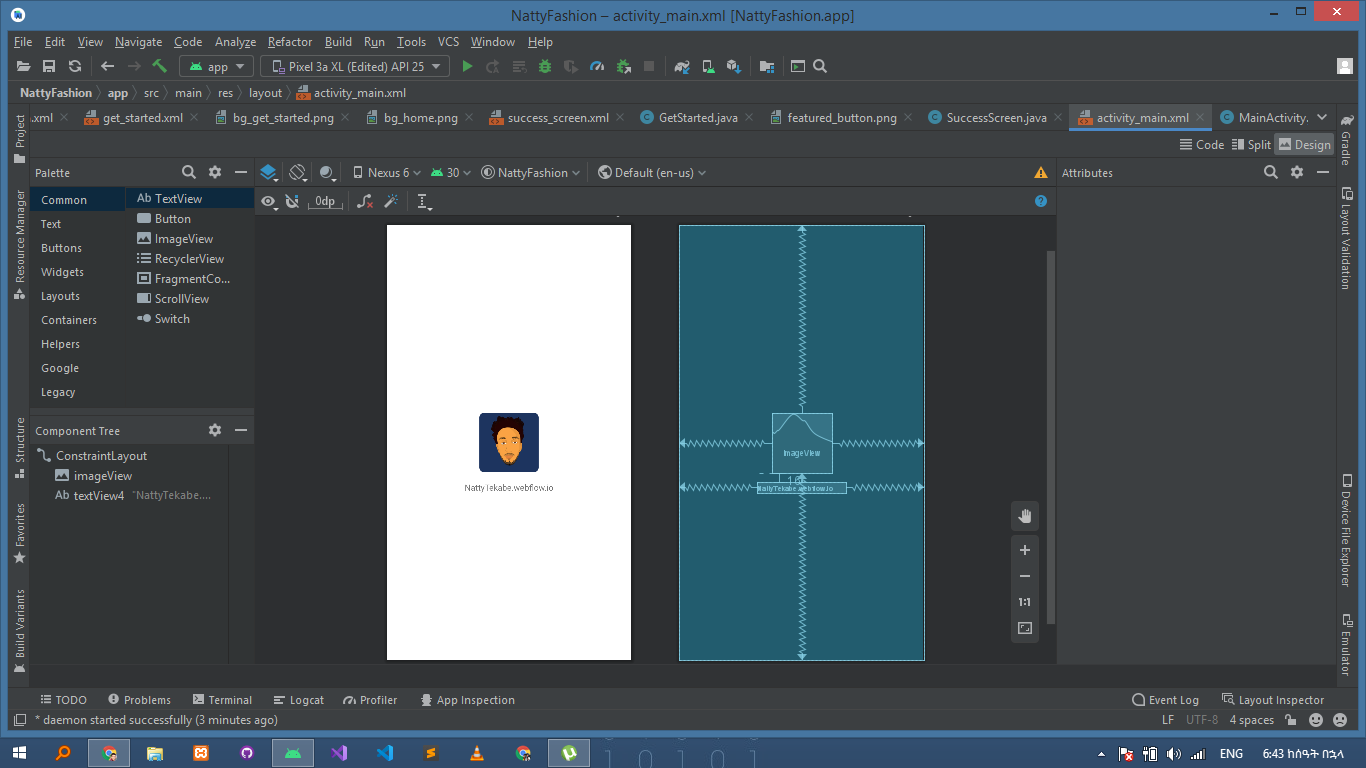 NattyFashion – activity_main.xml [NattyFashion.app]
File Edit View Navigate Code Analyze Refactor Build Run Tools VCS Window Help
app Pixel 3a XL (Edited) API 25
NattyFashion app src main res layout activity_main.xml
.xml get_started.xml bg_get_started.png bg_home.png success_screen.xml GetStarted.java featured_button.png SuccessScreen.java activity_main.xml MainActivity.
Code Split Design
Palette
Nexus 6 30 NattyFashion Default (en-us)
Attributes
0dp
Common
Text
Buttons
Widgets
Layouts
Containers
Helpers
Google
Legacy
Ab TextView
Button
ImageView
RecyclerView
FragmentCo...
ScrollView
Switch
Component Tree
ConstraintLayout
imageView
Ab textView4 "NattyTekabe....
NattyTekabe.webflow.io
ImageView
16
NattyTekabe.webflow.io
1:1
Project
Resource Manager
Structure
Favorites
Build Variants
Gradle
Layout Validation
Device File Explorer
Emulator
TODO Problems Terminal Logcat Profiler App Inspection Event Log Layout Inspector
* daemon started successfully (3 minutes ago) LF UTF-8 4 spaces
1 0 1 0 1
ENG 6:43 ከሰዓት በኋላ